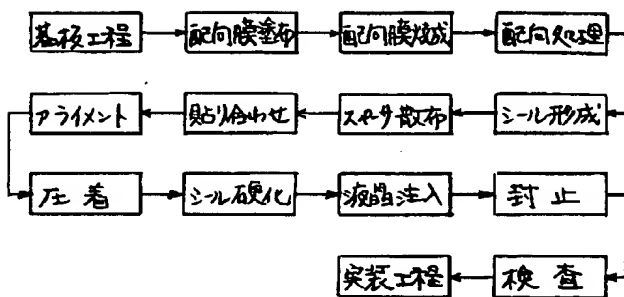 基板工程
配向膜塗布
配向膜焼成
配向処理
シール形成
スペーサ散布
貼り合わせ
アライメント
圧着
シール硬化
液晶注入
封止
検査
実装工程